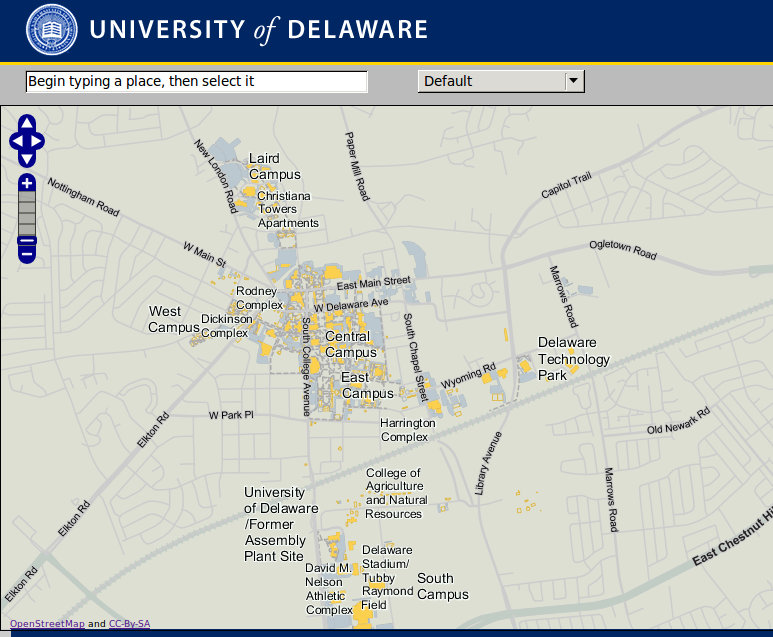 UNIVERSITY of DELAWARE
Begin typing a place, then select it
Default
Laird
Campus
Christiana
Towers
Apartments
New London Road
Paper Mill Road
Capitol Trail
Nottingham Road
W Main St
Ogletown Road
Marrows Road
East Main Street
Rodney
Complex
W Delaware Ave
West
Campus
Dickinson
Complex
South College Avenue
Central
Campus
South Chapel Street
Delaware
Technology
Park
East
Campus
Wyoming Rd
W Park Pl
Elkton Rd
Harrington
Complex
Old Newark Rd
Library Avenue
Marrows Road
College of
Agriculture
and Natural
Resources
University
of Delaware
/Former
Assembly
Plant Site
Elkton Rd
East Chestnut Hi
Delaware
Stadium/
Tubby
Raymond
Field
David M.
Nelson
Athletic
Complex
South
Campus
Elkton Rd
OpenStreetMap and CC-By-SA